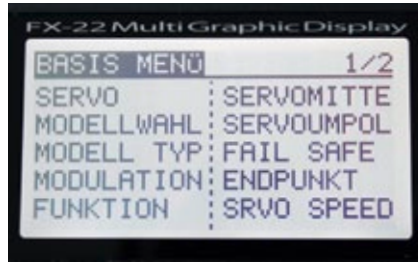 FX-22 Multi Graphic Display
BASIS MENÜ 1/2
SERVO SERVOMITTE
MODELLWAHL SERVOUMPOL
MODELL TYP FAIL SAFE
MODULATION ENDPUNKT
FUNKTION SRVO SPEED